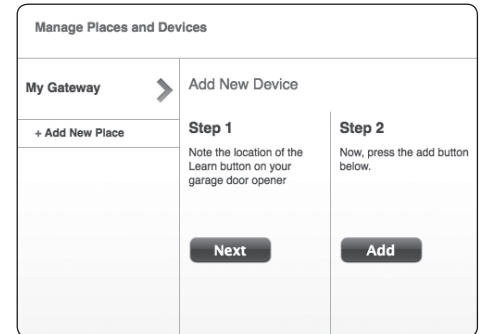 Manage Places and Devices
My Gateway
+ Add New Place
Add New Device
Step 1
Note the location of the
Learn button on your
garage door opener
Next
Step 2
Now, press the add button
below.
Add